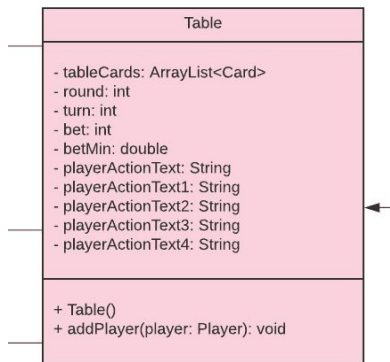 Table
- tableCards: ArrayList<Card>
- round: int
- turn: int
- bet: int
- betMin: double
- playerActionText: String
- playerActionText1: String
- playerActionText2: String
- playerActionText3: String
- playerActionText4: String
+ Table()
+ addPlayer(player: Player): void